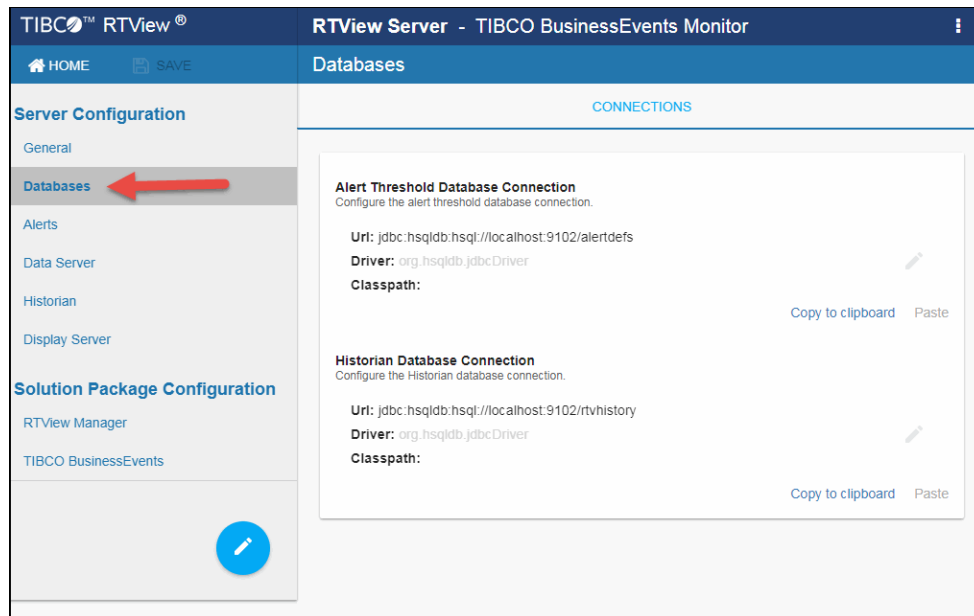 TIBCO™ RTView ®
RTView Server - TIBCO BusinessEvents Monitor
HOME
SAVE
Databases
Server Configuration
General
Databases
Alerts
Data Server
Historian
Display Server
Solution Package Configuration
RTView Manager
TIBCO BusinessEvents
CONNECTIONS
Alert Threshold Database Connection
Configure the alert threshold database connection.
Url: jdbc:hsqldb:hsql://localhost:9102/alertdefs
Driver: org.hsqldb.jdbcDriver
Classpath:
Copy to clipboard Paste
Historian Database Connection
Configure the Historian database connection.
Url: jdbc:hsqldb:hsql://localhost:9102/rtvhistory
Driver: org.hsqldb.jdbcDriver
Classpath:
Copy to clipboard Paste